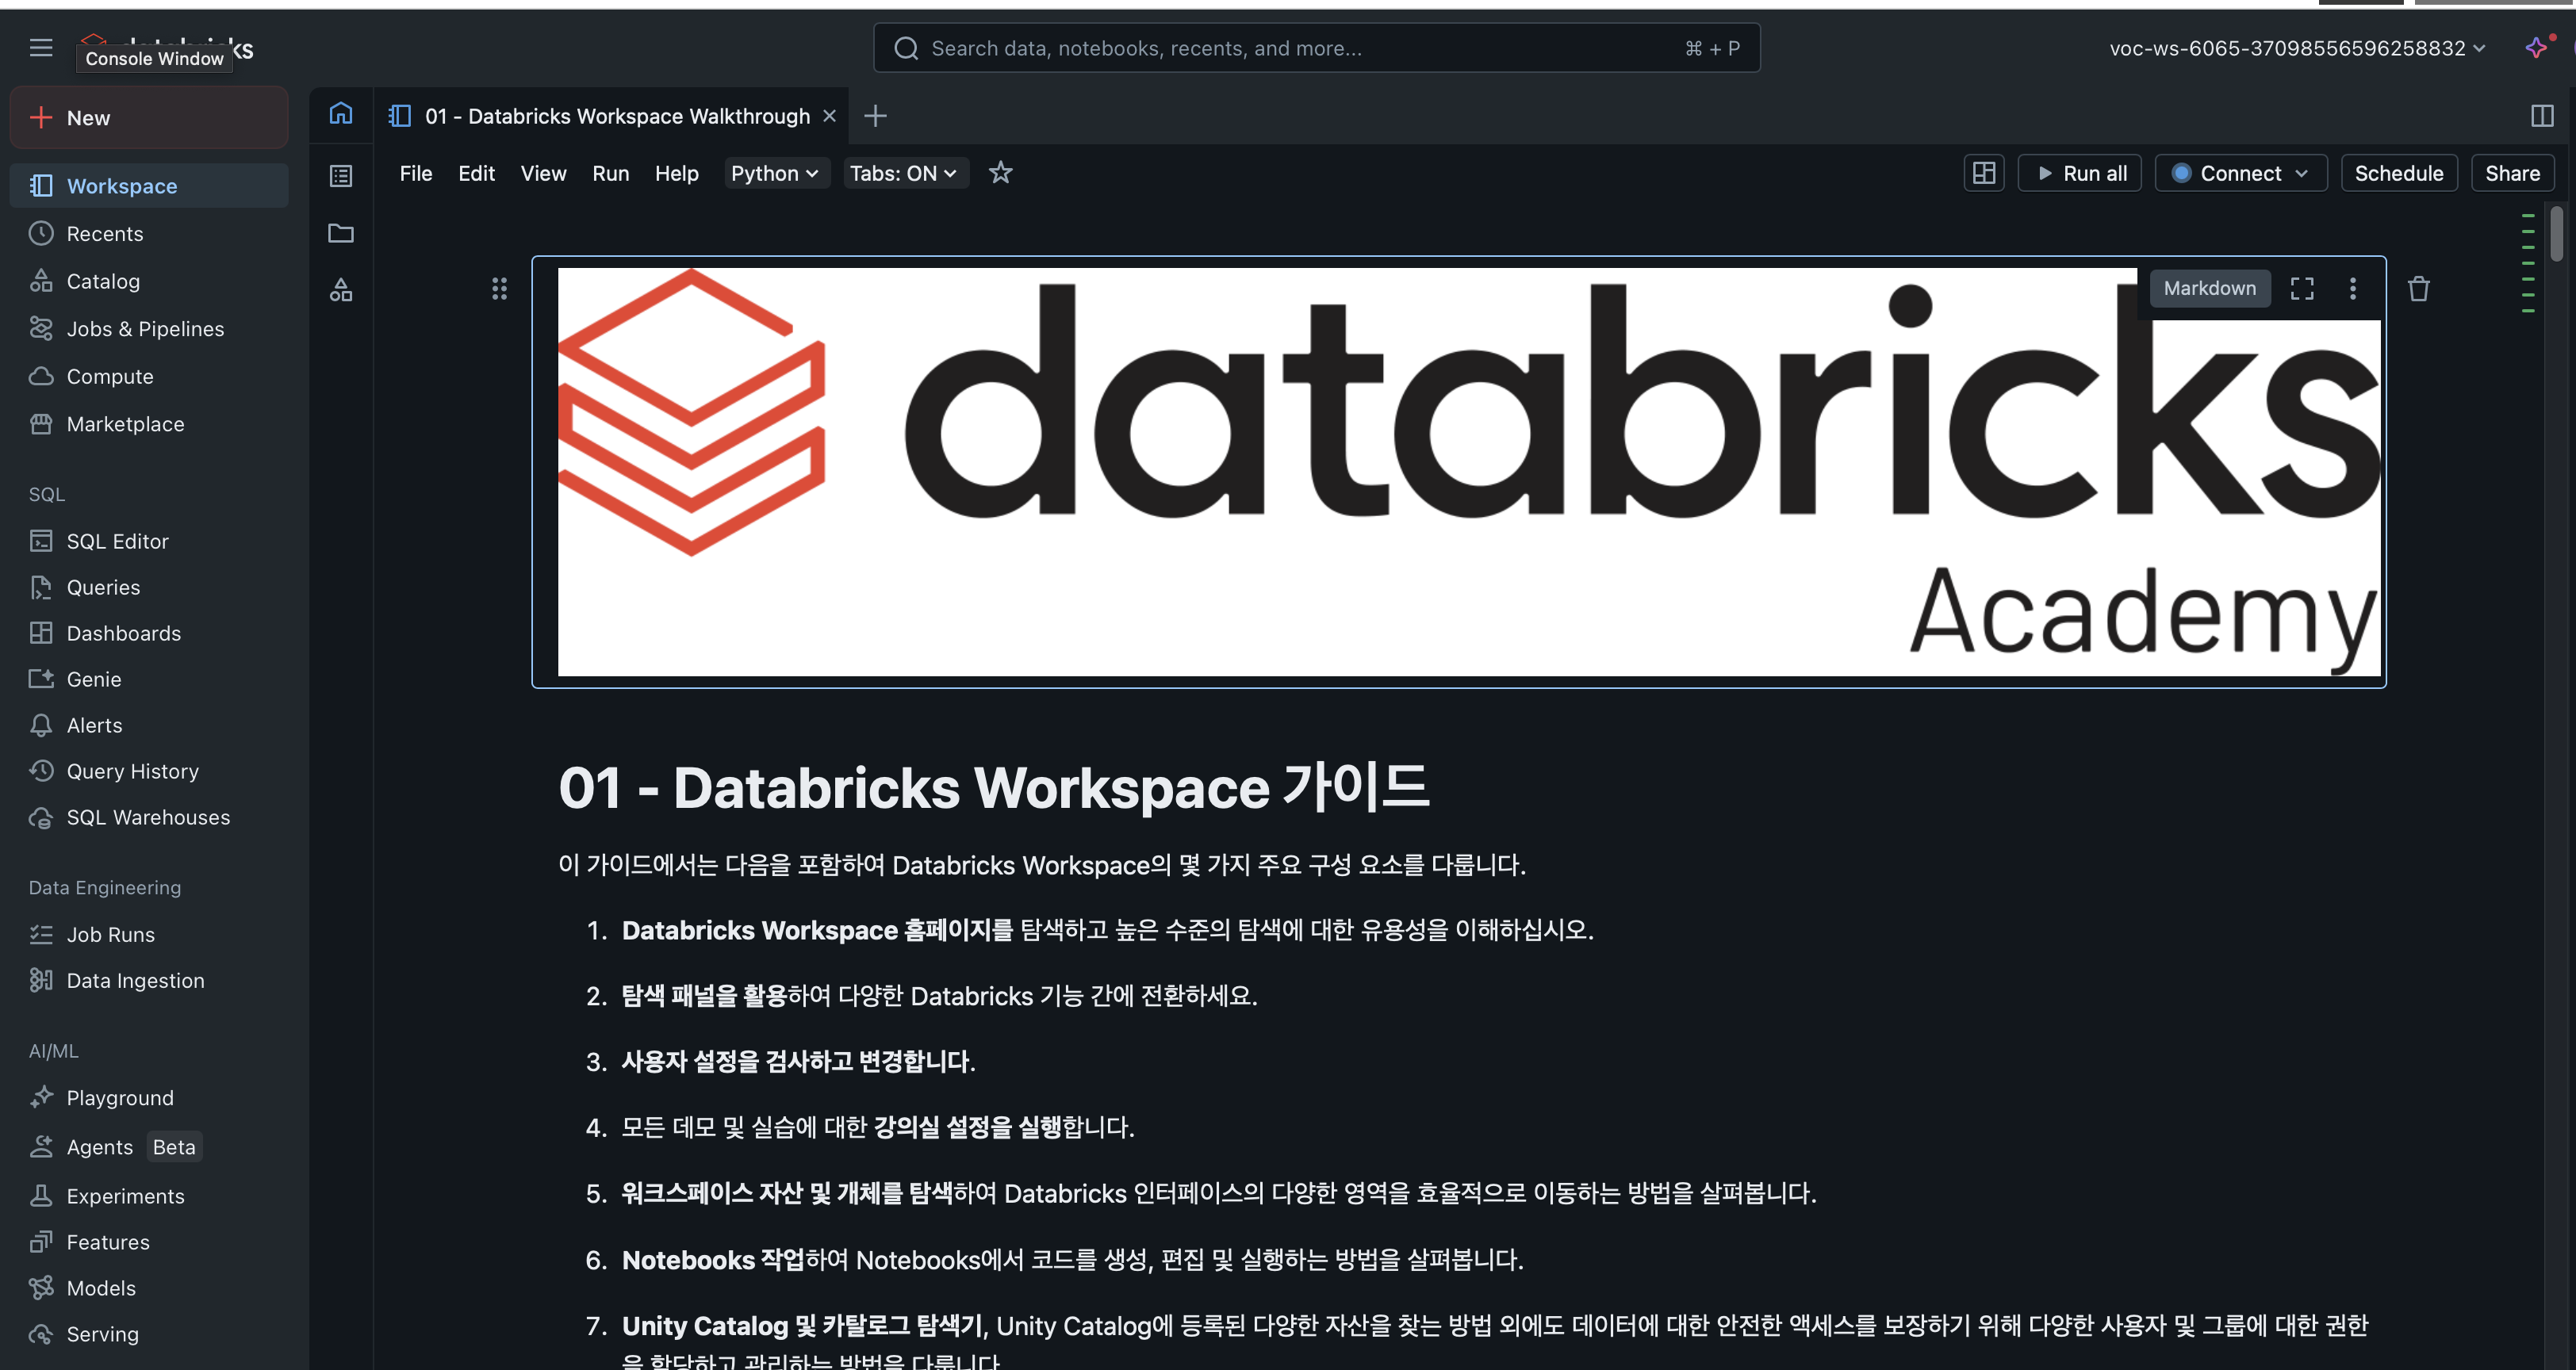 databricks
Console Window
Search data, notebooks, recents, and more...
⌘ + P
voc-ws-6065-37098556596258832
New
Workspace
Recents
Catalog
Jobs & Pipelines
Compute
Marketplace
SQL
SQL Editor
Queries
Dashboards
Genie
Alerts
Query History
SQL Warehouses
Data Engineering
Job Runs
Data Ingestion
AI/ML
Playground
Agents Beta
Experiments
Features
Models
Serving
01 - Databricks Workspace Walkthrough
File Edit View Run Help Python Tabs: ON
Run all Connect Schedule Share
Markdown
databricks
Academy
01 - Databricks Workspace 가이드
이 가이드에서는 다음을 포함하여 Databricks Workspace의 몇 가지 주요 구성 요소를 다룹니다.
1. Databricks Workspace 홈페이지를 탐색하고 높은 수준의 탐색에 대한 유용성을 이해하십시오.
2. 탐색 패널을 활용하여 다양한 Databricks 기능 간에 전환하세요.
3. 사용자 설정을 검사하고 변경합니다.
4. 모든 데모 및 실습에 대한 강의실 설정을 실행합니다.
5. 워크스페이스 자산 및 개체를 탐색하여 Databricks 인터페이스의 다양한 영역을 효율적으로 이동하는 방법을 살펴봅니다.
6. Notebooks 작업하여 Notebooks에서 코드를 생성, 편집 및 실행하는 방법을 살펴봅니다.
7. Unity Catalog 및 카탈로그 탐색기, Unity Catalog에 등록된 다양한 자산을 찾는 방법 외에도 데이터에 대한 안전한 액세스를 보장하기 위해 다양한 사용자 및 그룹에 대한 권한
을 할당하고 관리하는 방법을 다룹니다